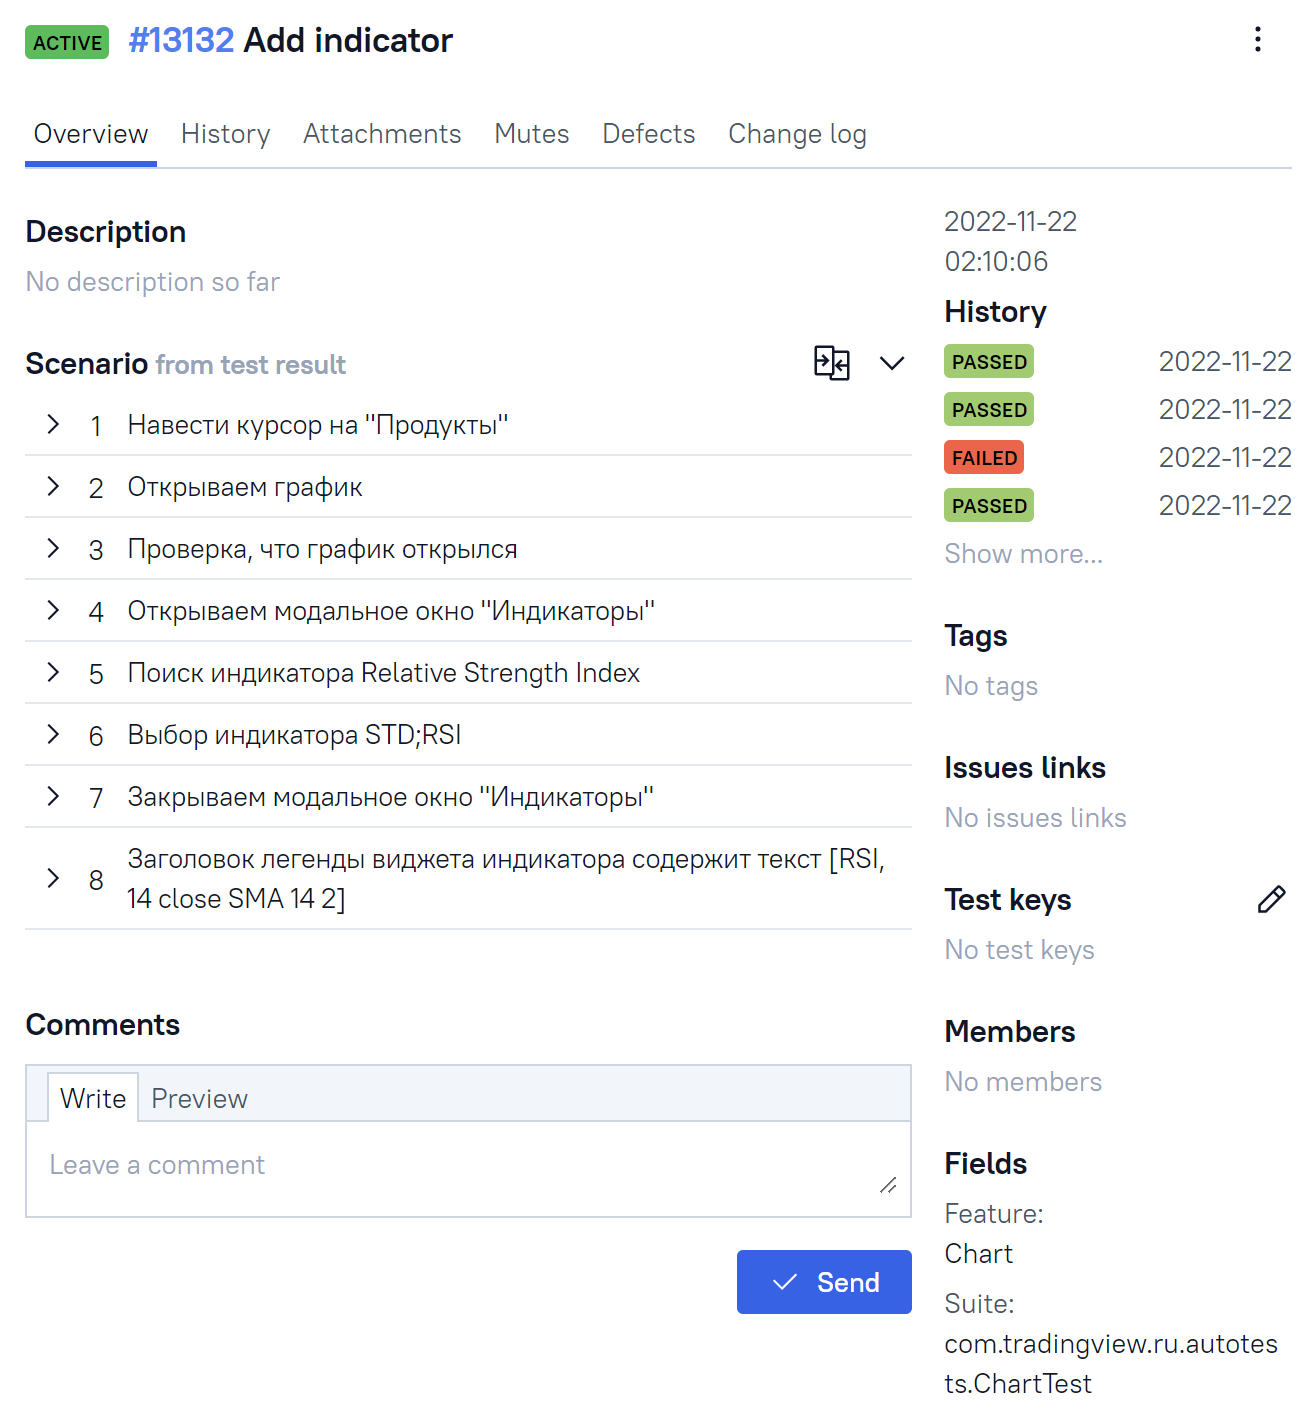 ACTIVE #13132 Add indicator
Overview History Attachments Mutes Defects Change log
Description
No description so far
Scenario from test result
1 Навести курсор на "Продукты"
2 Открываем график
3 Проверка, что график открылся
4 Открываем модальное окно "Индикаторы"
5 Поиск индикатора Relative Strength Index
6 Выбор индикатора STD;RSI
7 Закрываем модальное окно "Индикаторы"
8 Заголовок легенды виджета индикатора содержит текст [RSI,
14 close SMA 14 2]
Comments
Write Preview
Leave a comment
Send
2022-11-22
02:10:06
History
PASSED 2022-11-22
PASSED 2022-11-22
FAILED 2022-11-22
PASSED 2022-11-22
Show more...
Tags
No tags
Issues links
No issues links
Test keys
No test keys
Members
No members
Fields
Feature:
Chart
Suite:
com.tradingview.ru.autotes
ts.ChartTest